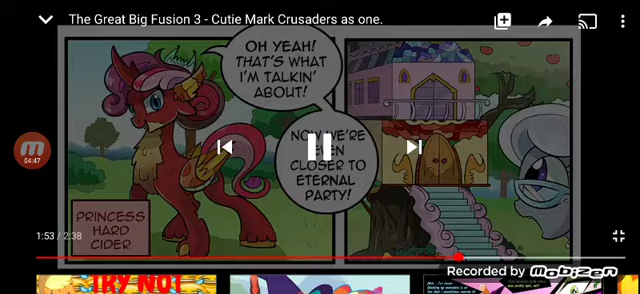 The Great Big Fusion 3 - Cutie Mark Crusaders as one.
OH YEAH!
THAT'S WHAT
I'M TALKIN'
ABOUT!
NOW WE'RE
CLOSER TO
ETERNAL
PARTY!
PRINCESS
HARD
CIDER
04:47
1:53 / 2:38
Recorded by mobizen
TRY NOT